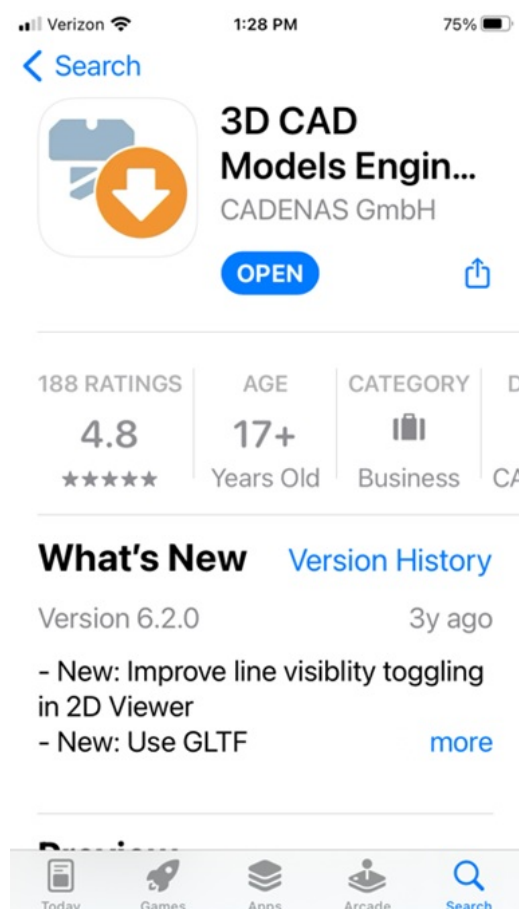 Verizon 1:28 PM 75%
Search
3D CAD
Models Engin...
CADENAS GmbH
OPEN
188 RATINGS AGE CATEGORY D
4.8 17+
Years Old Business CA
What's New Version History
Version 6.2.0 3y ago
- New: Improve line visiblity toggling
in 2D Viewer
- New: Use GLTF more
Preview
Today Games Apps Arcade Search